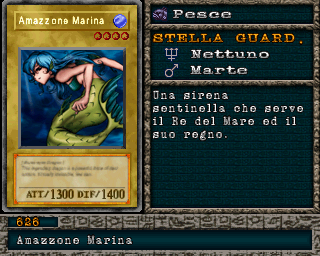 Amazzone Marina
ATT/1300 DIF/1400
Pesce
STELLA GUARD.
Nettuno
Marte
Una sirena
sentinella che serve
il Re del Mare ed il
suo regno.
626
Amazzone Marina